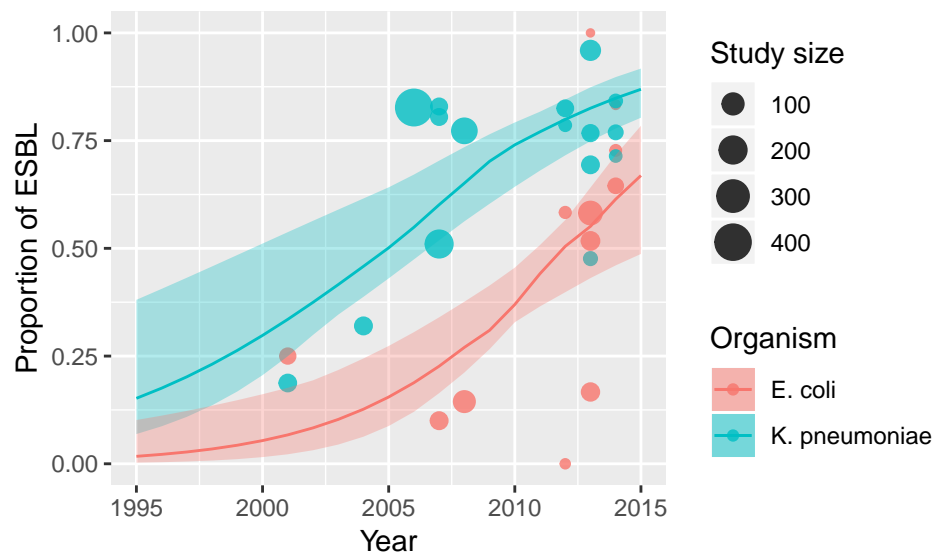 Proportion of ESBL
1.00
0.75
0.50
0.25
0.00
1995
2000
2005
2010
2015
Year
Study size
100
200
300
400
Organism
E. coli
K. pneumoniae